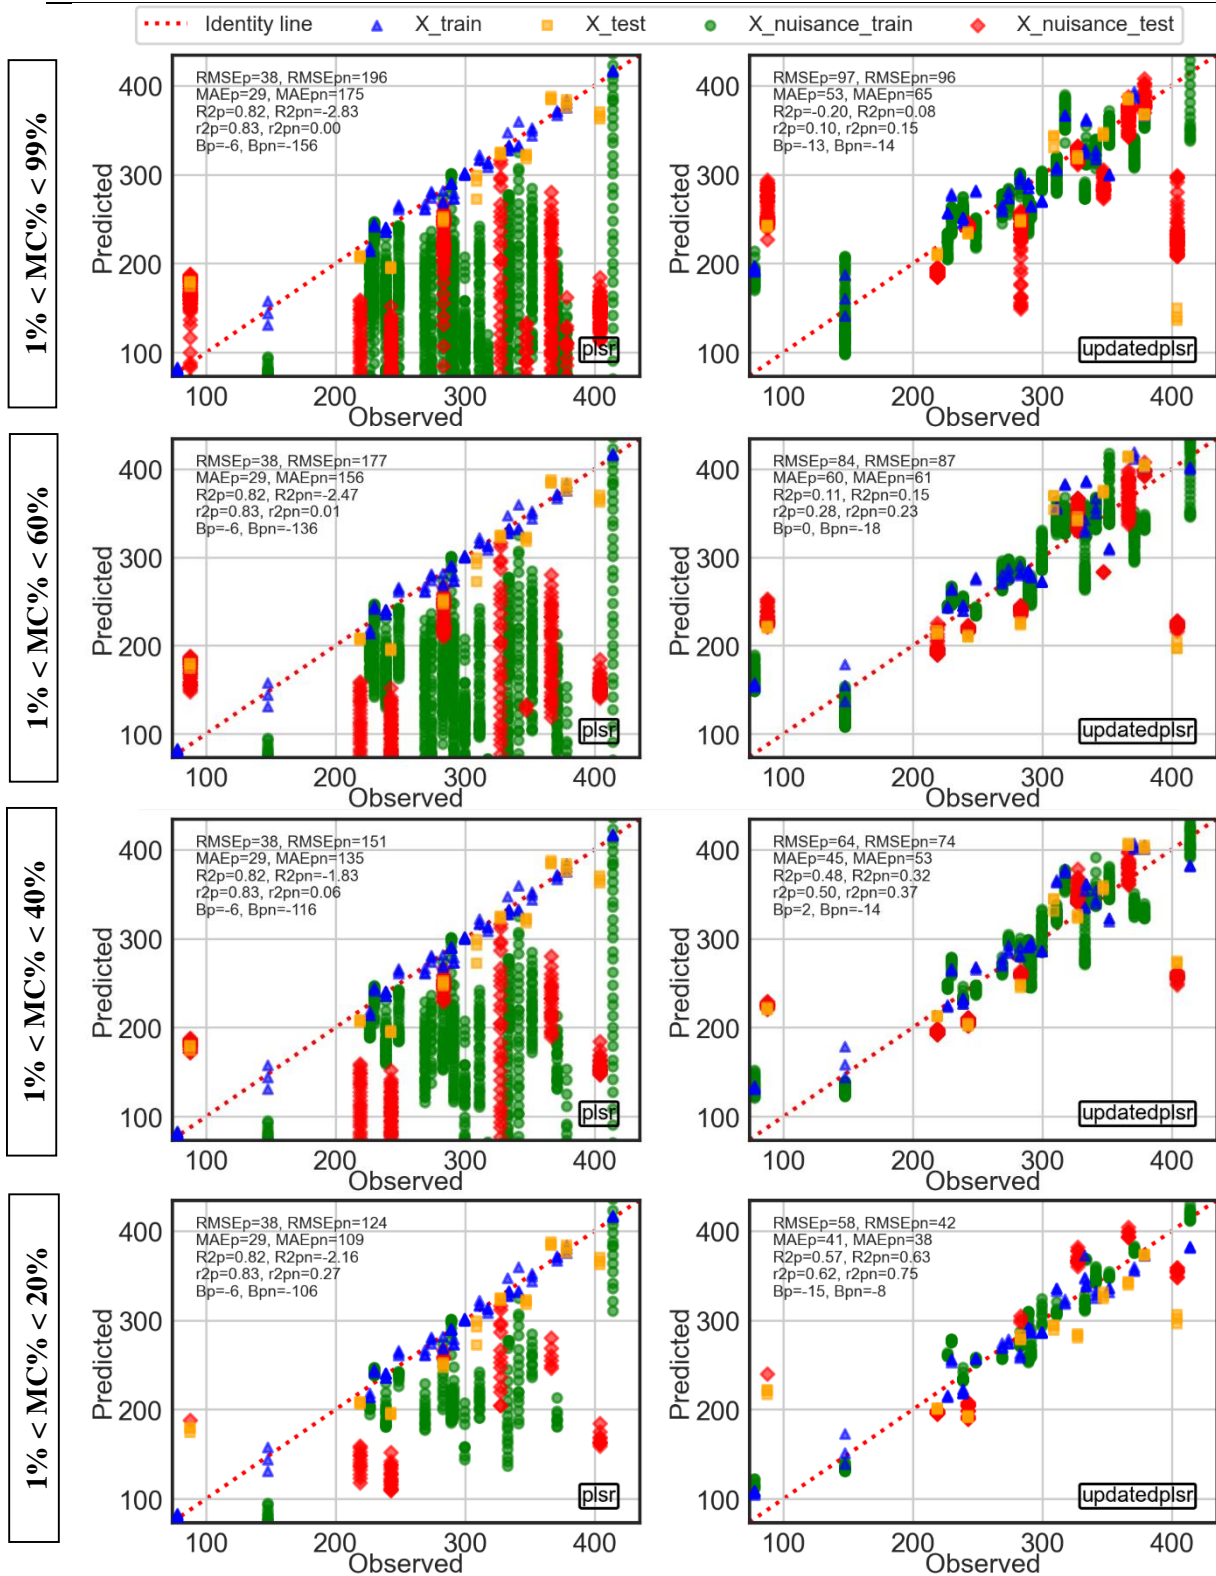 Identity line X_train X_test X_nuisance_train X_nuisance_test
1% < MC% < 99%
RMSEp=38, RMSEpn=196
MAEp=29, MAEpn=175
R2p=0.82, R2pn=-2.83
r2p=0.83, r2pn=0.00
Bp=-6, Bpn=-156
400
300
200
100
Predicted
plsr
100 200 300 400
Observed
RMSEp=97, RMSEpn=96
MAEp=53, MAEpn=65
R2p=-0.20, R2pn=0.08
r2p=0.10, r2pn=0.15
Bp=-13, Bpn=-14
400
300
200
100
Predicted
updatedplsr
100 200 300 400
Observed
1% < MC% < 60%
RMSEp=38, RMSEpn=177
MAEp=29, MAEpn=156
R2p=0.82, R2pn=-2.47
r2p=0.83, r2pn=0.01
Bp=-6, Bpn=-136
400
300
200
100
Predicted
plsr
100 200 300 400
Observed
RMSEp=84, RMSEpn=87
MAEp=60, MAEpn=61
R2p=0.11, R2pn=0.15
r2p=0.28, r2pn=0.23
Bp=0, Bpn=-18
400
300
200
100
Predicted
updatedplsr
100 200 300 400
Observed
1% < MC% < 40%
RMSEp=38, RMSEpn=151
MAEp=29, MAEpn=135
R2p=0.82, R2pn=-1.83
r2p=0.83, r2pn=0.06
Bp=-6, Bpn=-116
400
300
200
100
Predicted
plsr
100 200 300 400
Observed
RMSEp=64, RMSEpn=74
MAEp=45, MAEpn=53
R2p=0.48, R2pn=0.32
r2p=0.50, r2pn=0.37
Bp=2, Bpn=-14
400
300
200
100
Predicted
updatedplsr
100 200 300 400
Observed
1% < MC% < 20%
RMSEp=38, RMSEpn=124
MAEp=29, MAEpn=109
R2p=0.82, R2pn=-2.16
r2p=0.83, r2pn=0.27
Bp=-6, Bpn=-106
400
300
200
100
Predicted
plsr
100 200 300 400
Observed
RMSEp=58, RMSEpn=42
MAEp=41, MAEpn=38
R2p=0.57, R2pn=0.63
r2p=0.62, r2pn=0.75
Bp=-15, Bpn=-8
400
300
200
100
Predicted
updatedplsr
100 200 300 400
Observed